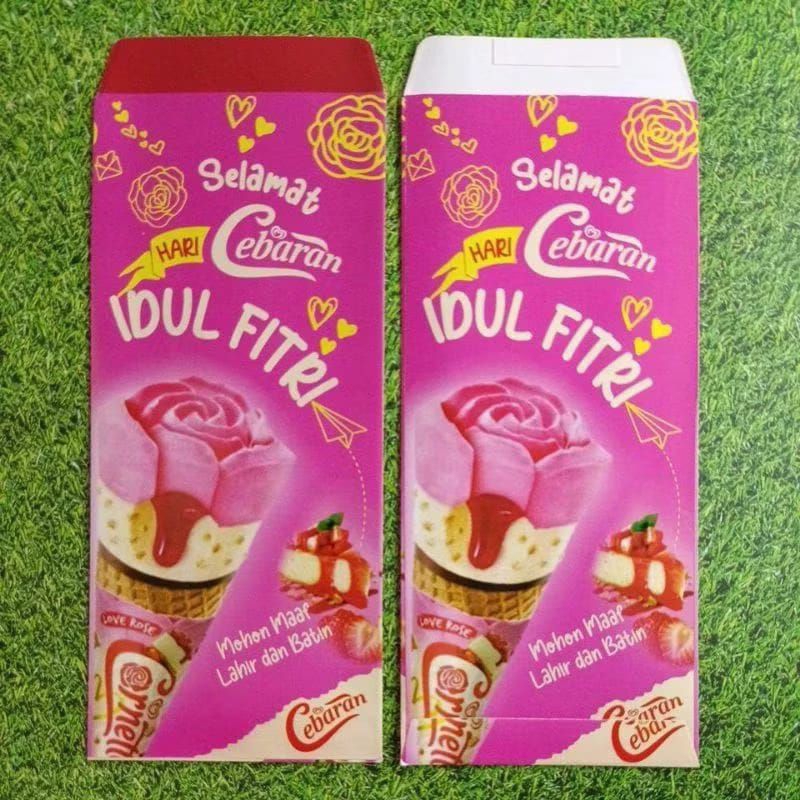 Selamat
HARI Cebaran
IDUL FITRI
LOVE ROSE
Cornetto
Mohon Maaf
Lahir dan Batin
Cebaran
Selamat
HARI Cebaran
IDUL FITRI
LOVE ROSE
Cornetto
Mohon Maaf
Lahir dan Batin
Cebaran